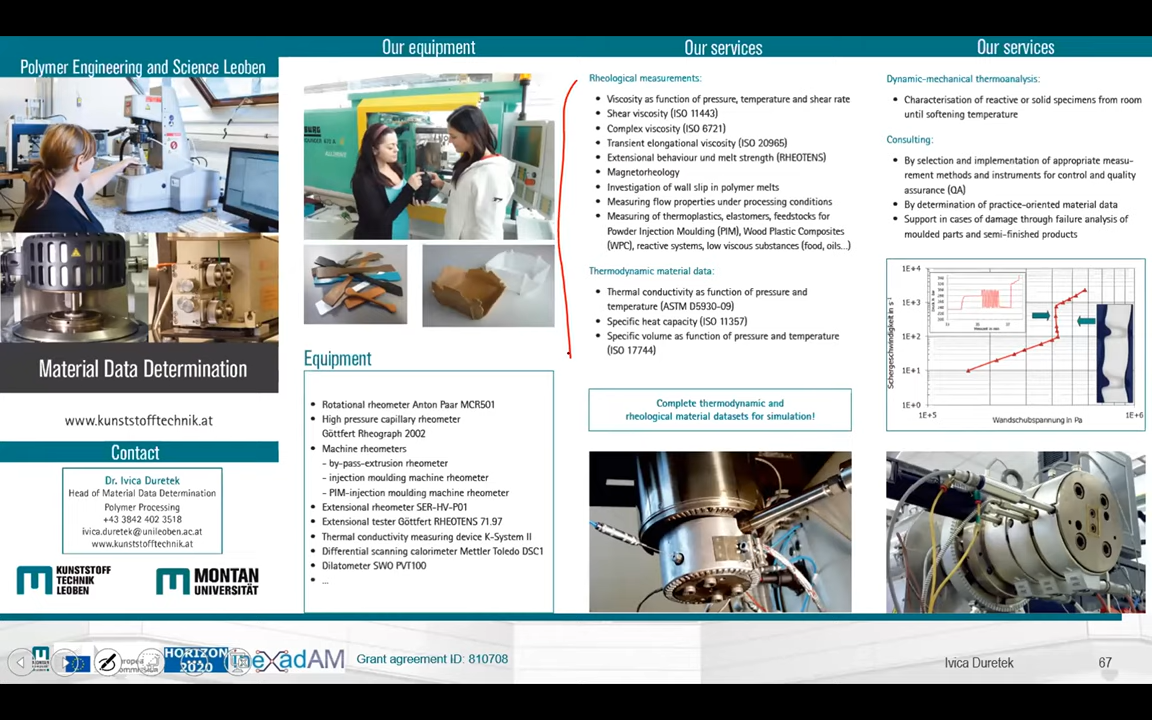 Polymer Engineering and Science Leoben
Material Data Determination
www.kunststofftechnik.at
Contact
Dr. Ivica Duretek
Head of Material Data Determination
Polymer Processing
+43 3842 402 3518
ivica.duretek@unileoben.ac.at
www.kunststofftechnik.at
KUNSTSTOFF
TECHNIK
LEOBEN
MONTAN
UNIVERSITÄT
Our equipment
Equipment
• Rotational rheometer Anton Paar MCR501
• High pressure capillary rheometer
Göttfert Rheograph 2002
• Machine rheometers
- by-pass-extrusion rheometer
- injection moulding machine rheometer
- PIM-injection moulding machine rheometer
• Extensional rheometer SER-HV-P01
• Extensional tester Göttfert RHEOTENS 71.97
• Thermal conductivity measuring device K-System II
• Differential scanning calorimeter Mettler Toledo DSC1
• Dilatometer SWO PVT100
• ...
Our services
Rheological measurements:
• Viscosity as function of pressure, temperature and shear rate
• Shear viscosity (ISO 11443)
• Complex viscosity (ISO 6721)
• Transient elongational viscosity (ISO 20965)
• Extensional behaviour und melt strength (RHEOTENS)
• Magnetorheology
• Investigation of wall slip in polymer melts
• Measuring flow properties under processing conditions
• Measuring of thermoplastics, elastomers, feedstocks for
Powder Injection Moulding (PIM), Wood Plastic Composites
(WPC), reactive systems, low viscous substances (food, oils...)
Thermodynamic material data:
• Thermal conductivity as function of pressure and
temperature (ASTM D5930-09)
• Specific heat capacity (ISO 11357)
• Specific volume as function of pressure and temperature
(ISO 17744)
Complete thermodynamic and
rheological material datasets for simulation!
Our services
Dynamic-mechanical thermoanalysis:
• Characterisation of reactive or solid specimens from room
until softening temperature
Consulting:
• By selection and implementation of appropriate measu-
rement methods and instruments for control and quality
assurance (QA)
• By determination of practice-oriented material data
• Support in cases of damage through failure analysis of
moulded parts and semi-finished products
Schergeschwindigkeit in s⁻¹
1E+4
1E+3
1E+2
1E+1
1E+0
1E+5
1E+6
Wandschubspannung in Pa
HORIZON
2020
exadAM
Grant agreement ID: 810708
Ivica Duretek
67